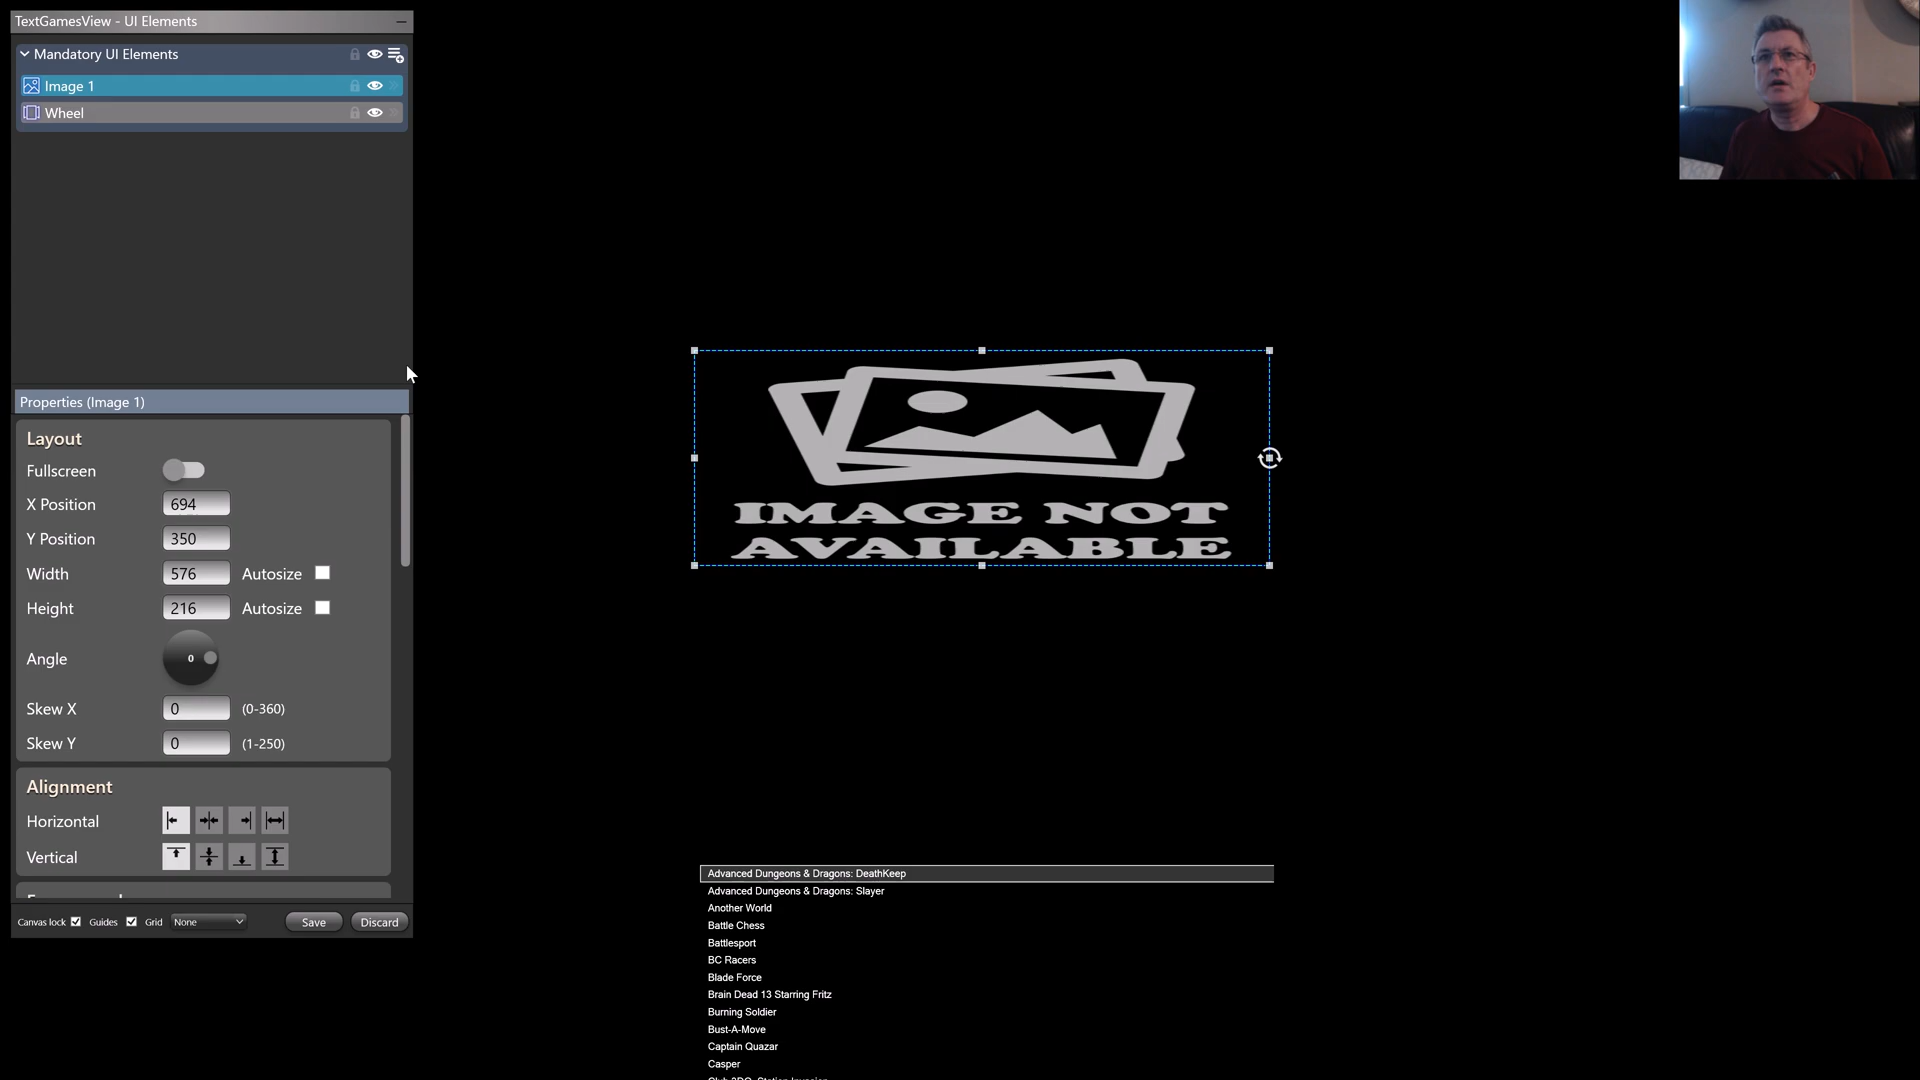 TextGamesView - UI Elements
Mandatory UI Elements
Image 1
Wheel
Properties (Image 1)
Layout
Fullscreen
X Position 694
Y Position 350
Width 576 Autosize
Height 216 Autosize
Angle 0
Skew X 0 (0-360)
Skew Y 0 (1-250)
Alignment
Horizontal
Vertical
Canvas lock Guides Grid None Save Discard
IMAGE NOT
AVAILABLE
Advanced Dungeons & Dragons: DeathKeep
Advanced Dungeons & Dragons: Slayer
Another World
Battle Chess
Battlesport
BC Racers
Blade Force
Brain Dead 13 Starring Fritz
Burning Soldier
Bust-A-Move
Captain Quazar
Casper